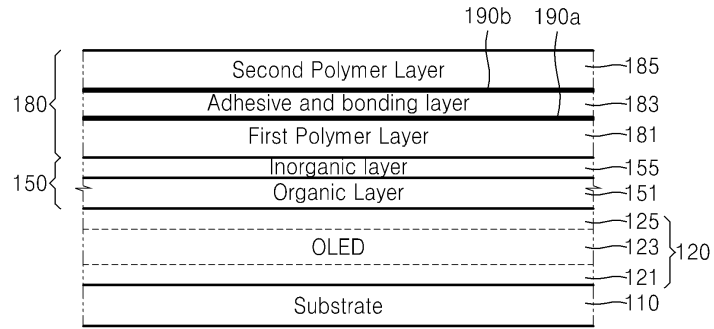 190b 190a
Second Polymer Layer 185
180 Adhesive and bonding layer 183
First Polymer Layer 181
Inorganic layer 155
150 Organic Layer 151
125
OLED 123 120
121
Substrate 110